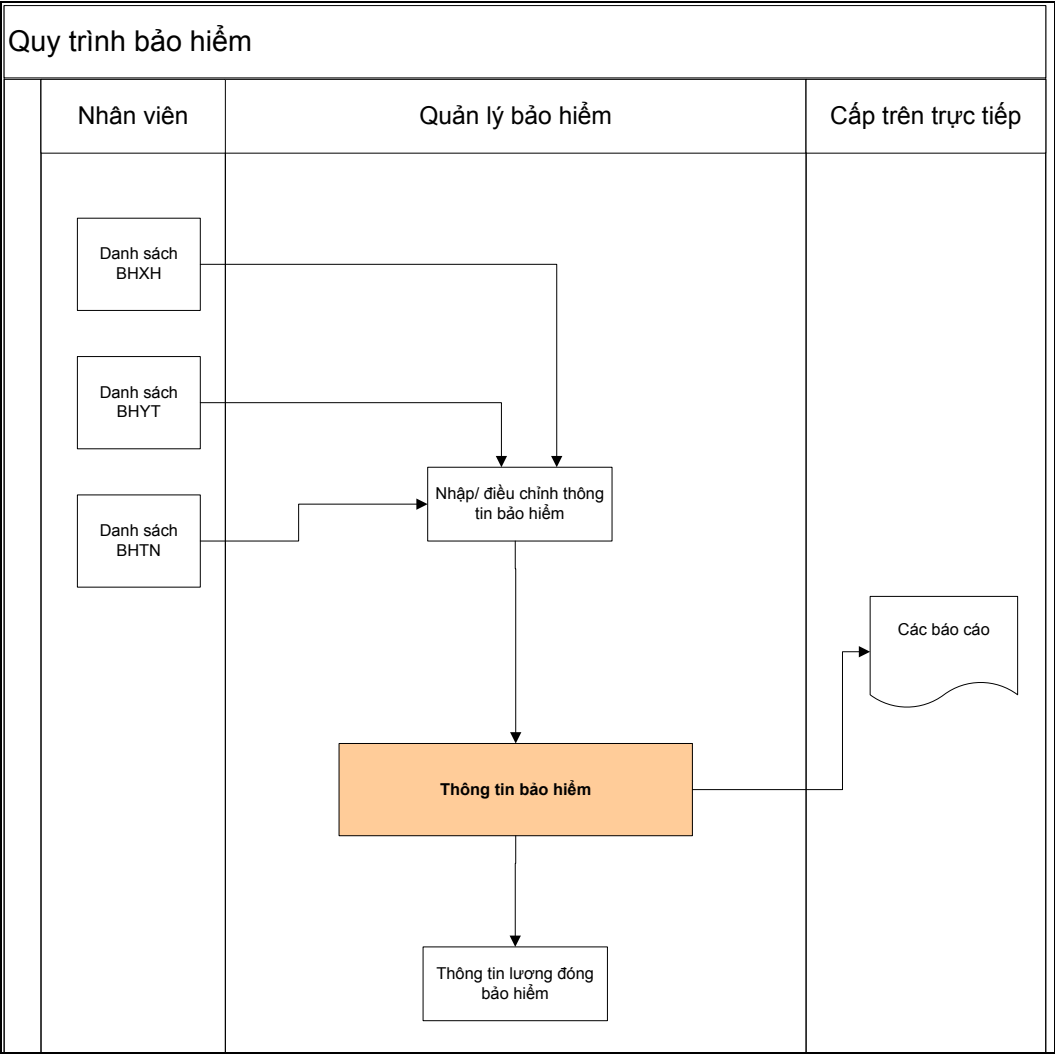 Quy trình bảo hiểm
Nhân viên
Quản lý bảo hiểm
Cấp trên trực tiếp
Danh sách
BHXH
Danh sách
BHYT
Nhập/ điều chỉnh thông
tin bảo hiểm
Danh sách
BHTN
Các báo cáo
Thông tin bảo hiểm
Thông tin lương đóng
bảo hiểm